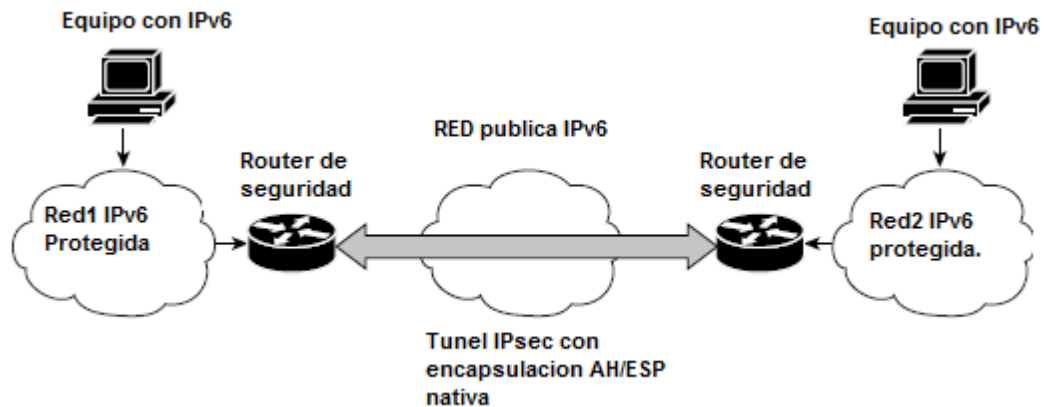 Equipo con IPv6
Equipo con IPv6
RED publica IPv6
Router de
seguridad
Router de
seguridad
Red1 IPv6
Protegida
Red2 IPv6
protegida.
Tunel IPsec con
encapsulacion AH/ESP
nativa